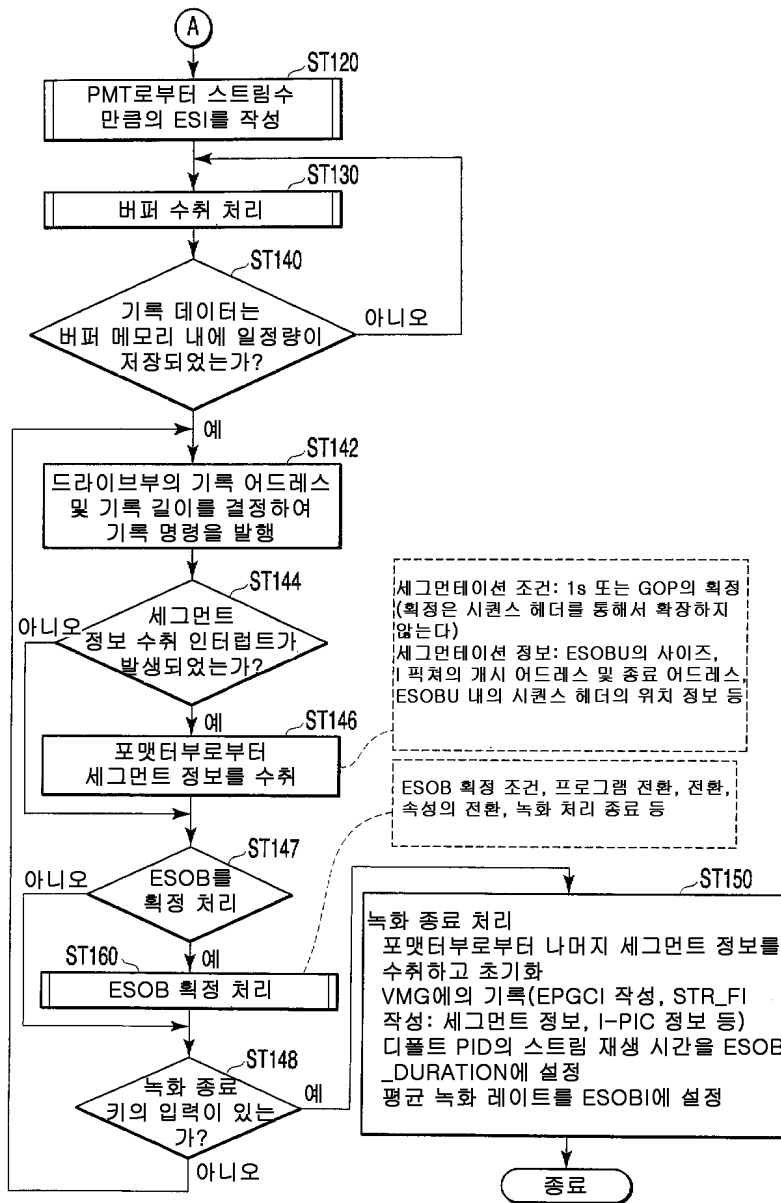 A
ST120
PMT로부터 스트림수
만큼의 ESI를 작성
ST130
버퍼 수취 처리
ST140
기록 데이터는
버퍼 메모리 내에 일정량이
저장되었는가?
아니오
예
ST142
드라이브부의 기록 어드레스
및 기록 길이를 결정하여
기록 명령을 발행
ST144
세그먼트
정보 수취 인터럽트가
발생되었는가?
아니오
예
세그먼테이션 조건: 1s 또는 GOP의 획정
(획정은 시퀀스 헤더를 통해서 확장하지
않는다)
세그먼테이션 정보: ESOBU의 사이즈,
I 픽쳐의 개시 어드레스 및 종료 어드레스,
ESOBU 내의 시퀀스 헤더의 위치 정보 등
ST146
포맷터부로부터
세그먼트 정보를 수취
ESOB 획정 조건, 프로그램 전환, 전환,
속성의 전환, 녹화 처리 종료 등
ST147
ESOB를
획정 처리
아니오
예
ST160
ESOB 획정 처리
ST148
녹화 종료
키의 입력이 있는
가?
예
아니오
ST150
녹화 종료 처리
포맷터부로부터 나머지 세그먼트 정보를
수취하고 초기화
VMG에의 기록(EPGCI 작성, STR_FI
작성: 세그먼트 정보, I-PIC 정보 등)
디폴트 PID의 스트림 재생 시간을 ESOB
_DURATION에 설정
평균 녹화 레이트를 ESOBI에 설정
종료